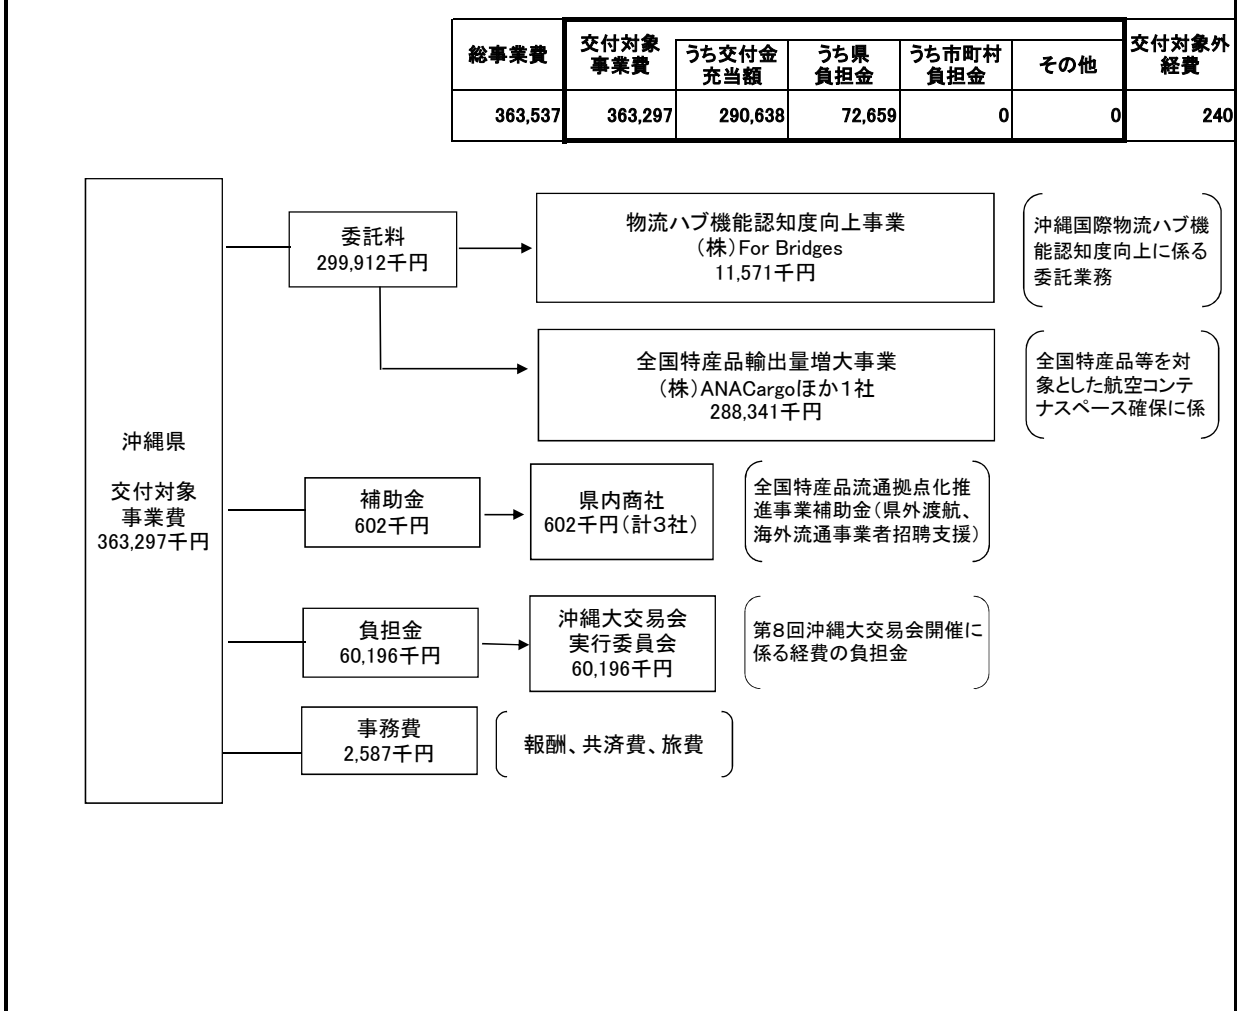 総事業費
交付対象
事業費
うち交付金
充当額
うち県
負担金
うち市町村
負担金
その他
交付対象外
経費
363,537
363,297
290,638
72,659
0
0
240
沖縄県
交付対象
事業費
363,297千円
委託料
299,912千円
物流ハブ機能認知度向上事業
(株)For Bridges
11,571千円
沖縄国際物流ハブ機
能認知度向上に係る
委託業務
全国特産品輸出量増大事業
(株)ANACargoほか1社
288,341千円
全国特産品等を対
象とした航空コンテ
ナスペース確保に係
補助金
602千円
県内商社
602千円(計3社)
全国特産品流通拠点化推
進事業補助金(県外渡航、
海外流通事業者招聘支援)
負担金
60,196千円
沖縄大交易会
実行委員会
60,196千円
第8回沖縄大交易会開催に
係る経費の負担金
事務費
2,587千円
報酬、共済費、旅費